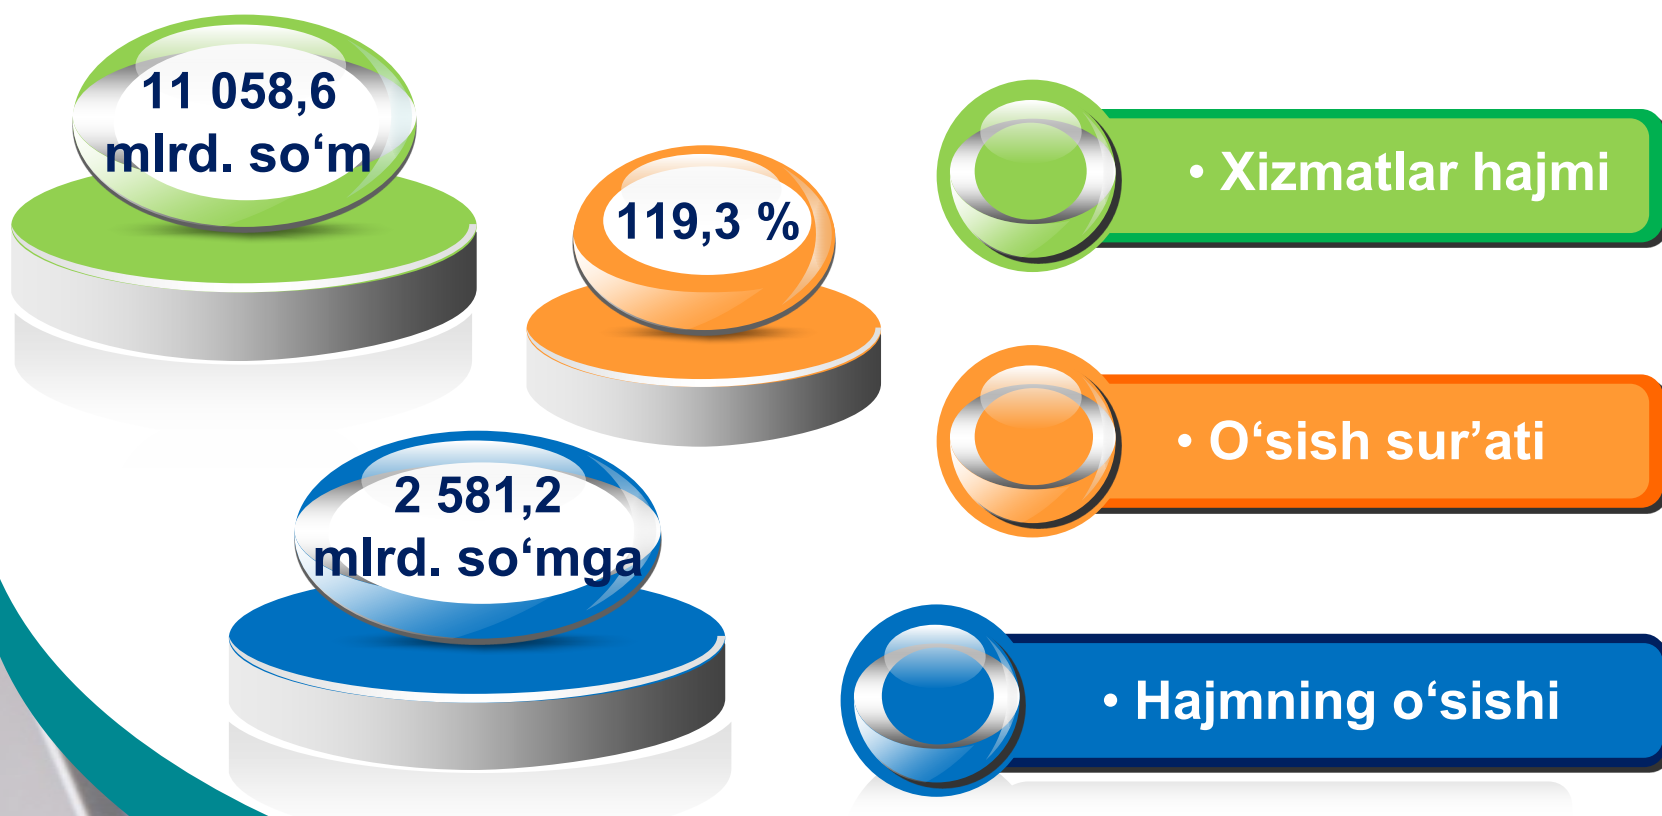 11 058,6
mlrd. so‘m
119,3 %
2 581,2
mlrd. so‘mga
• Xizmatlar hajmi
• O‘sish sur’ati
• Hajmning o‘sishi